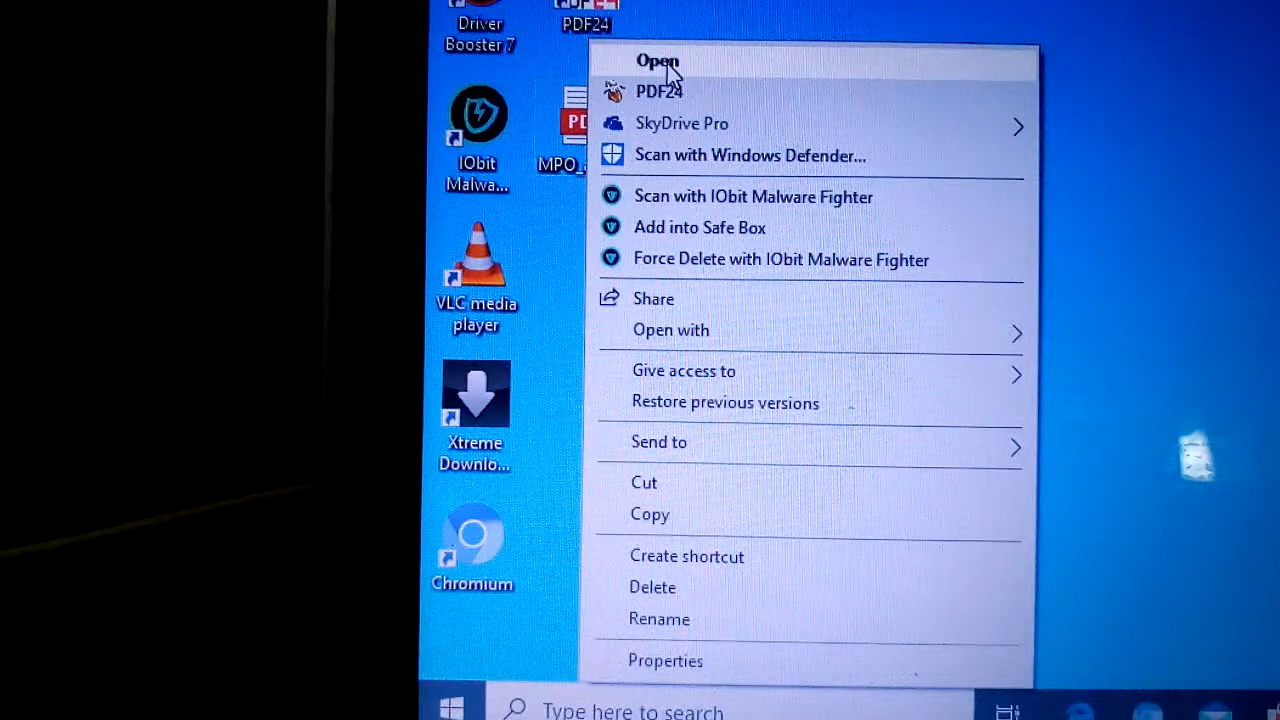 Driver
Booster 7
PDF24
IObit
Malwa...
MPO_
VLC media
player
Xtreme
Downlo...
Chromium
Open
PDF24
SkyDrive Pro
Scan with Windows Defender...
Scan with IObit Malware Fighter
Add into Safe Box
Force Delete with IObit Malware Fighter
Share
Open with
Give access to
Restore previous versions
Send to
Cut
Copy
Create shortcut
Delete
Rename
Properties
Type here to search